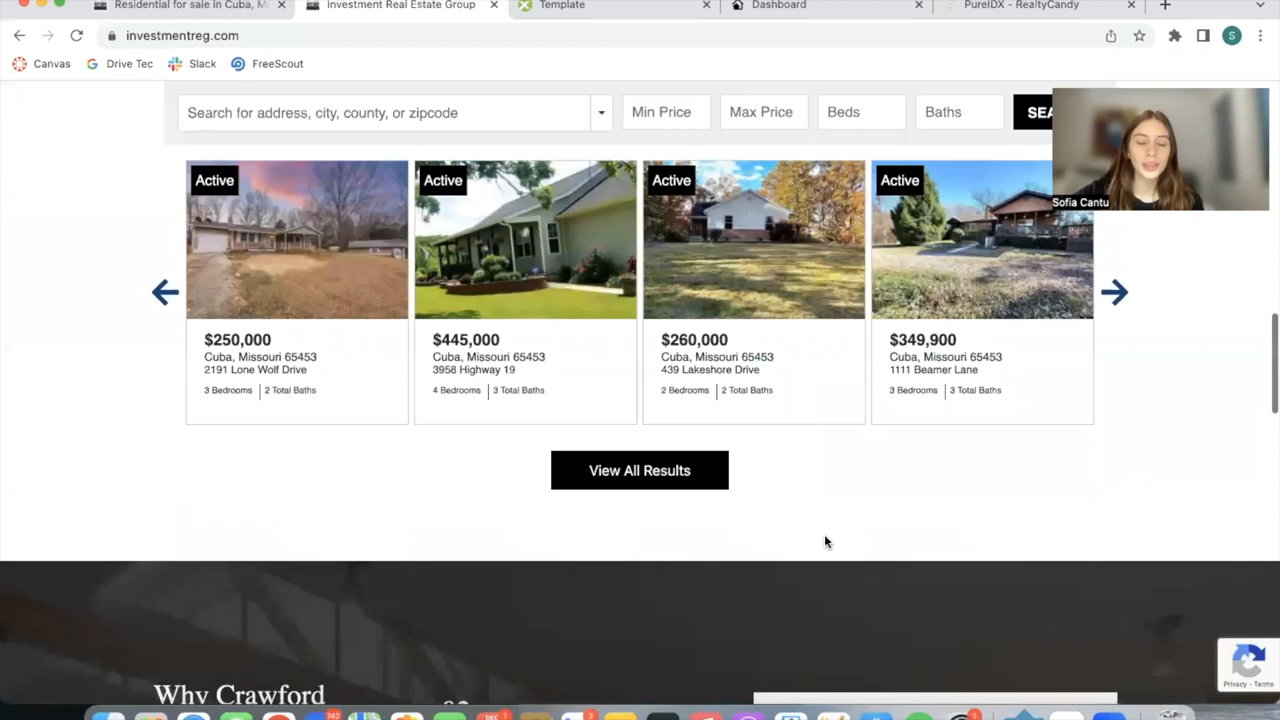 Residential for sale in Cuba, M
Investment Real Estate Group
Template
Dashboard
PureIDX - RealtyCandy
investmentreg.com
S
Canvas
Drive Tec
Slack
FreeScout
Search for address, city, county, or zipcode
Min Price
Max Price
Beds
Baths
SEA
Sofia Cantu
Active
Active
Active
Active
$250,000
Cuba, Missouri 65453
2191 Lone Wolf Drive
3 Bedrooms
2 Total Baths
$445,000
Cuba, Missouri 65453
3958 Highway 19
4 Bedrooms
3 Total Baths
$260,000
Cuba, Missouri 65453
439 Lakeshore Drive
2 Bedrooms
2 Total Baths
$349,900
Cuba, Missouri 65453
1111 Beamer Lane
3 Bedrooms
3 Total Baths
View All Results
Why Crawford
Privacy - Terms
742
DEC
1
3
1